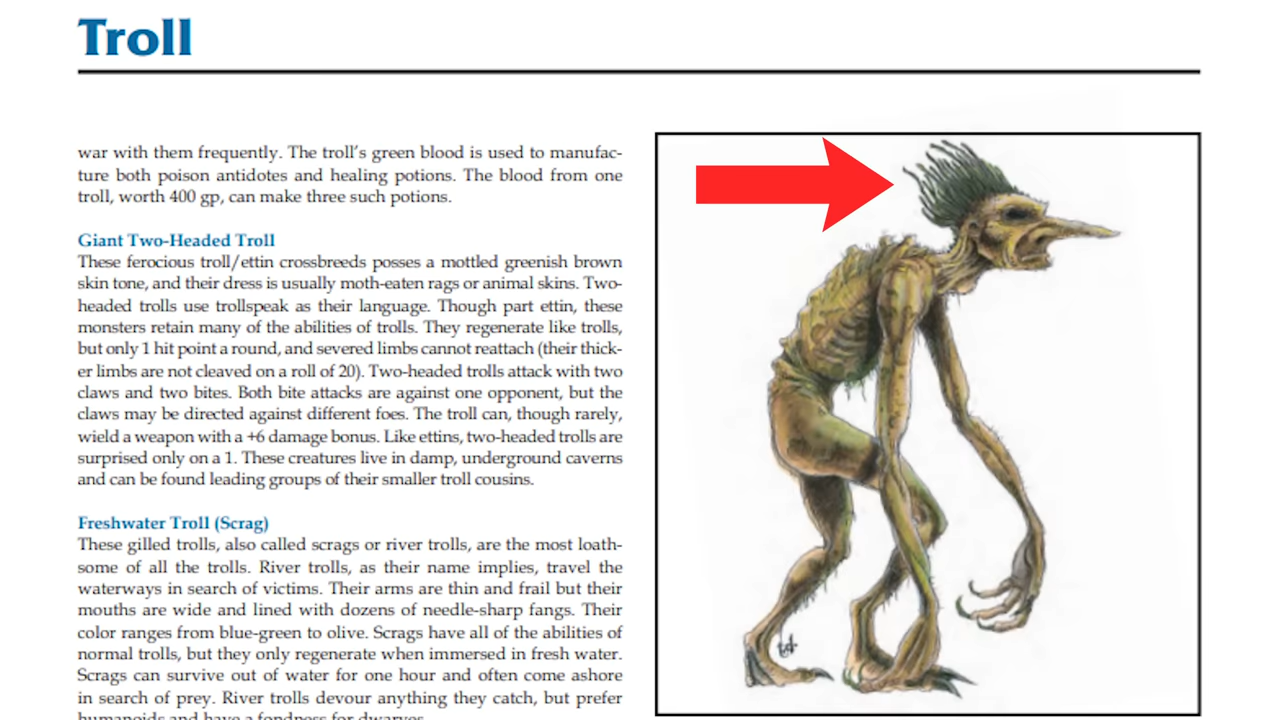 Troll
war with them frequently. The troll’s green blood is used to manufac-
ture both poison antidotes and healing potions. The blood from one
troll, worth 400 gp, can make three such potions.
Giant Two-Headed Troll
These ferocious troll/ettin crossbreeds posses a mottled greenish brown
skin tone, and their dress is usually moth-eaten rags or animal skins. Two-
headed trolls use trollspeak as their language. Though part ettin, these
monsters retain many of the abilities of trolls. They regenerate like trolls,
but only 1 hit point a round, and severed limbs cannot reattach (their thick-
er limbs are not cleaved on a roll of 20). Two-headed trolls attack with two
claws and two bites. Both bite attacks are against one opponent, but the
claws may be directed against different foes. The troll can, though rarely,
wield a weapon with a +6 damage bonus. Like ettins, two-headed trolls are
surprised only on a 1. These creatures live in damp, underground caverns
and can be found leading groups of their smaller troll cousins.
Freshwater Troll (Scrag)
These gilled trolls, also called scrags or river trolls, are the most loath-
some of all the trolls. River trolls, as their name implies, travel the
waterways in search of victims. Their arms are thin and frail but their
mouths are wide and lined with dozens of needle-sharp fangs. Their
color ranges from blue-green to olive. Scrags have all of the abilities of
normal trolls, but they only regenerate when immersed in fresh water.
Scrags can survive out of water for one hour and often come ashore
in search of prey. River trolls devour anything they catch, but prefer
humanoids and have a fondness for dwarves.